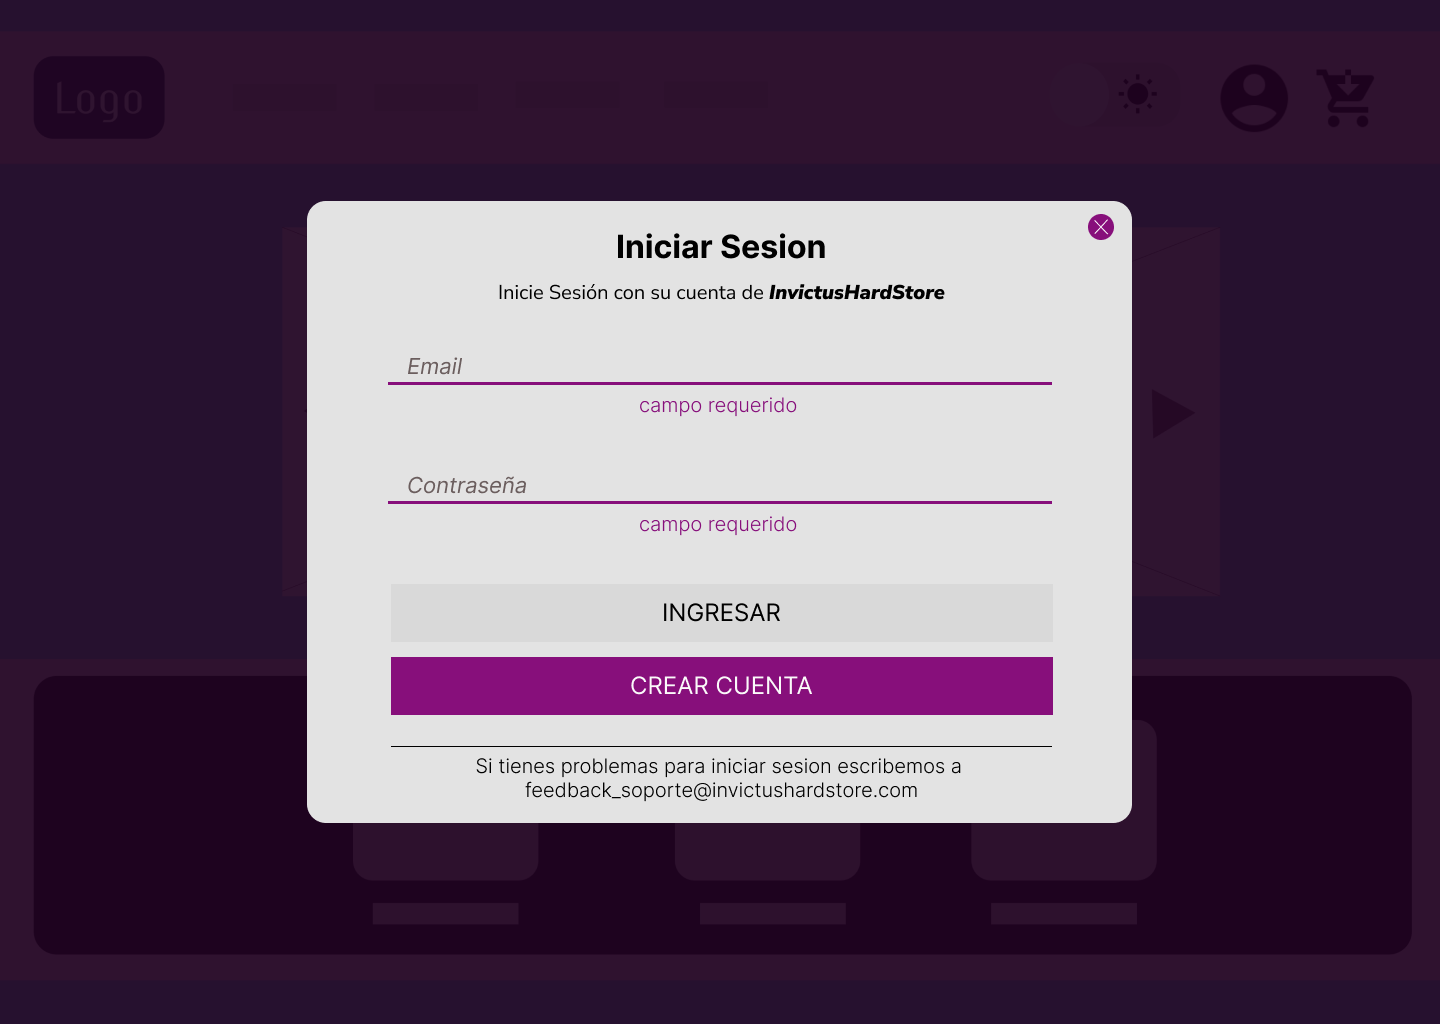 Logo
Iniciar Sesion
Inicie Sesión con su cuenta de InvictusHardStore
Email
campo requerido
Contraseña
campo requerido
INGRESAR
CREAR CUENTA
Si tienes problemas para iniciar sesion escribemos a
feedback_soporte@invictushardstore.com